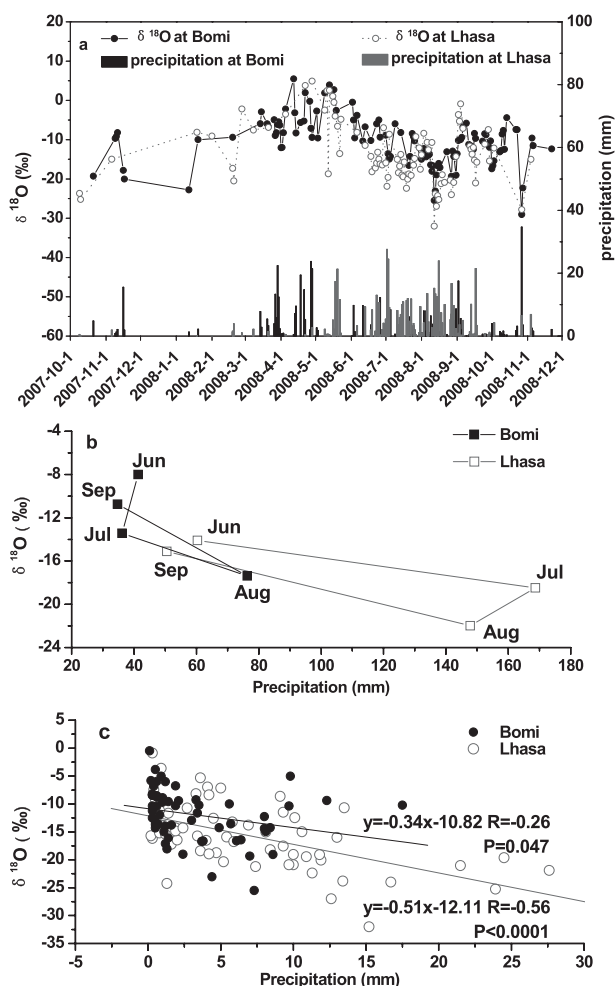 a
δ 18O at Bomi
δ 18O at Lhasa
precipitation at Bomi
precipitation at Lhasa
20
10
0
-10
-20
-30
-40
-50
-60
δ 18O (‰)
100
80
60
40
20
0
precipitation (mm)
2007-10-1
2007-11-1
2007-12-1
2008-1-1
2008-2-1
2008-3-1
2008-4-1
2008-5-1
2008-6-1
2008-7-1
2008-8-1
2008-9-1
2008-10-1
2008-11-1
2008-12-1
b
Bomi
Lhasa
-4
-8
-12
-16
-20
-24
δ 18O ( ‰)
Jun
Sep
Jul
Aug
Jun
Sep
Jul
Aug
20 40 60 80 100 120 140 160 180
Precipitation (mm)
c
Bomi
Lhasa
5
0
-5
-10
-15
-20
-25
-30
-35
δ 18O ( ‰)
y=-0.34x-10.82 R=-0.26
P=0.047
y=-0.51x-12.11 R=-0.56
P<0.0001
-5 0 5 10 15 20 25 30
Precipitation (mm)